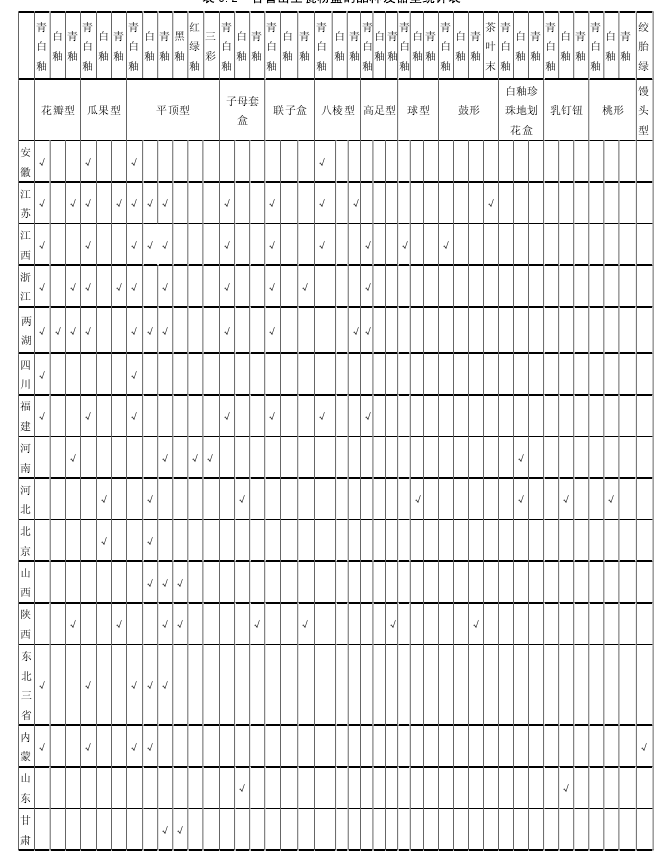 青白釉 白釉 青釉 青白釉 白釉 青釉 青白釉 白釉 青釉 黑釉 红绿釉 三彩 青白釉 白釉 青釉 青白釉 白釉 青釉 青白釉 白釉 青釉 青白釉 白釉 青釉 青白釉 白釉 青釉 青白釉 白釉 青釉 茶叶末 青白釉 白釉 青釉 青白釉 白釉 青釉 青白釉 白釉 青釉 绞胎绿
花瓣型 瓜果型 平顶型 子母套盒 联子盒 八棱型 高足型 球型 鼓形 白釉珍珠地划花盒 乳钉钮 桃形 馒头型
安徽 √ √ √ √
江苏 √ √ √ √ √ √ √ √ √ √ √ √
江西 √ √ √ √ √ √ √ √ √ √ √
浙江 √ √ √ √ √ √ √ √ √ √
两湖 √ √ √ √ √ √ √ √ √ √ √
四川 √ √
福建 √ √ √ √ √ √ √
河南 √ √ √ √ √
河北 √ √ √ √ √ √ √
北京 √ √
山西 √ √ √
陕西 √ √ √ √ √ √ √ √
东北三省 √ √ √ √ √
内蒙 √ √ √ √ √
山东 √ √
甘肃 √ √